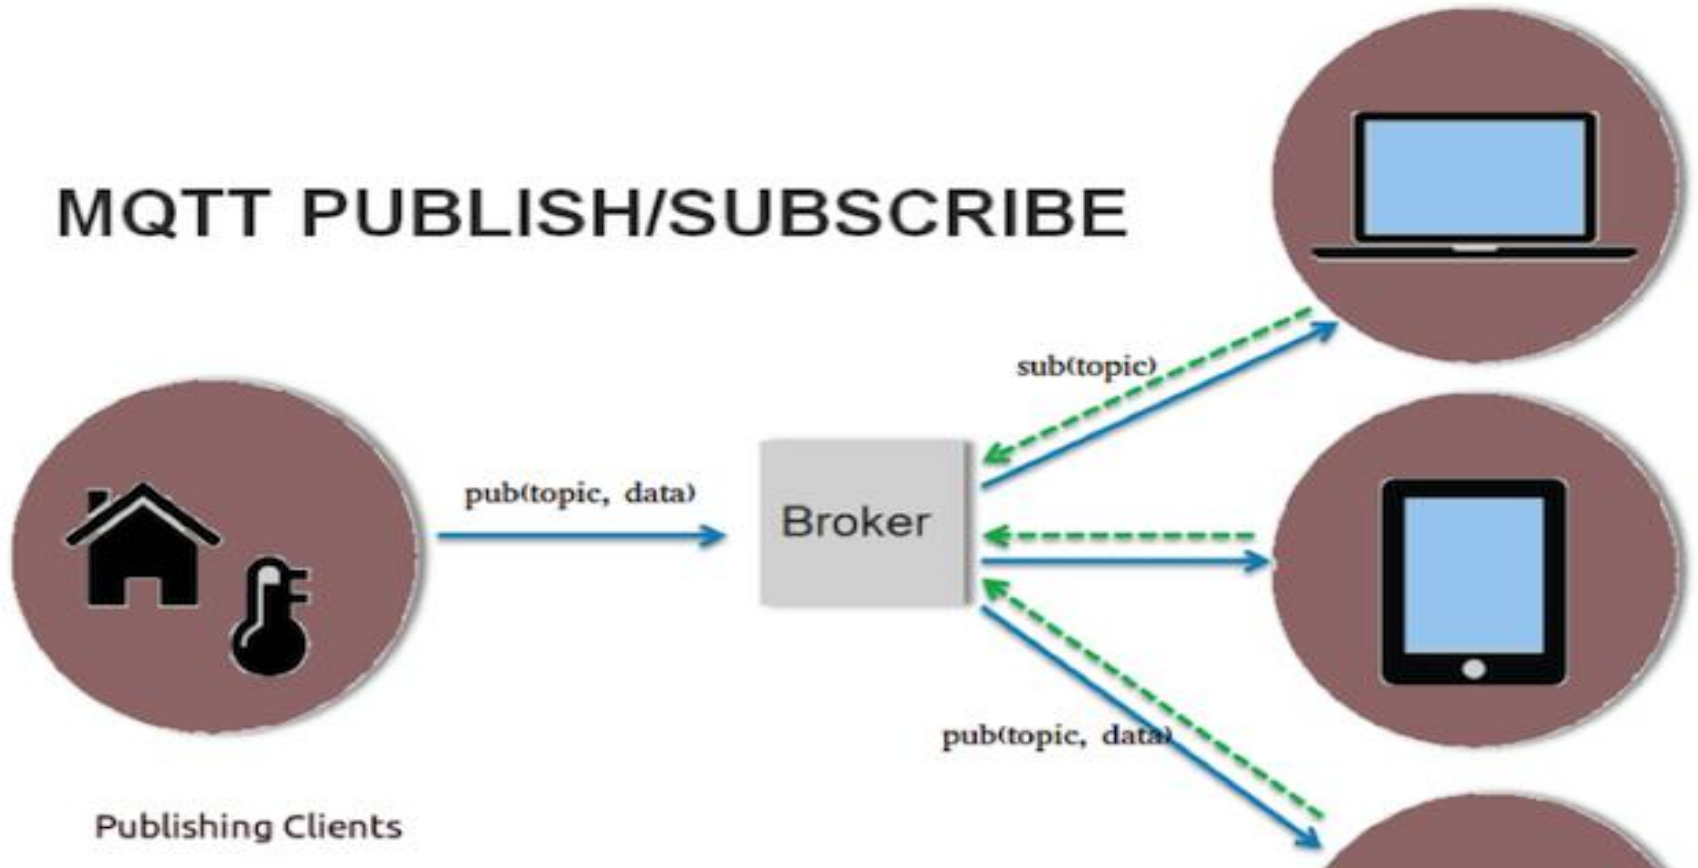 MQTT PUBLISH/SUBSCRIBE
sub(topic)
pub(topic, data)
Broker
pub(topic, data)
Publishing Clients